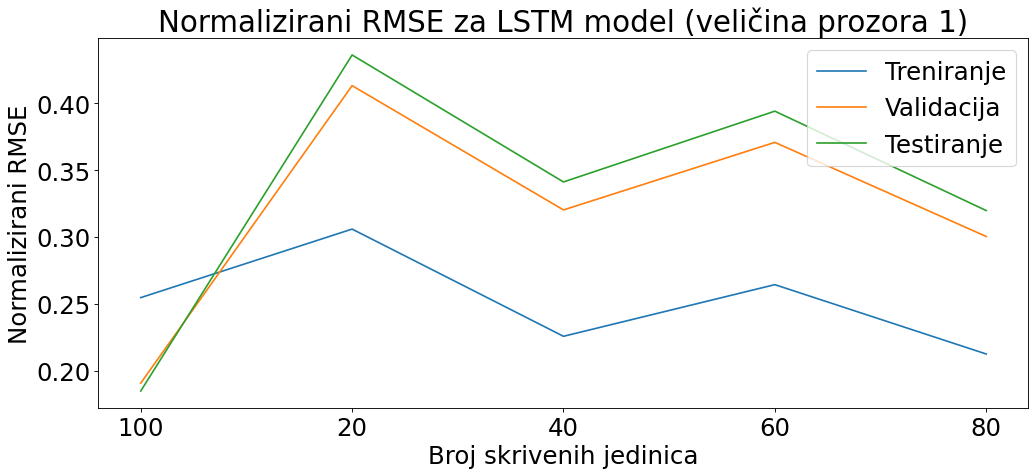 Normalizirani RMSE za LSTM model (veličina prozora 1)
Treniranje
Validacija
Testiranje
Normalizirani RMSE
0.40
0.35
0.30
0.25
0.20
100 20 40 60 80
Broj skrivenih jedinica